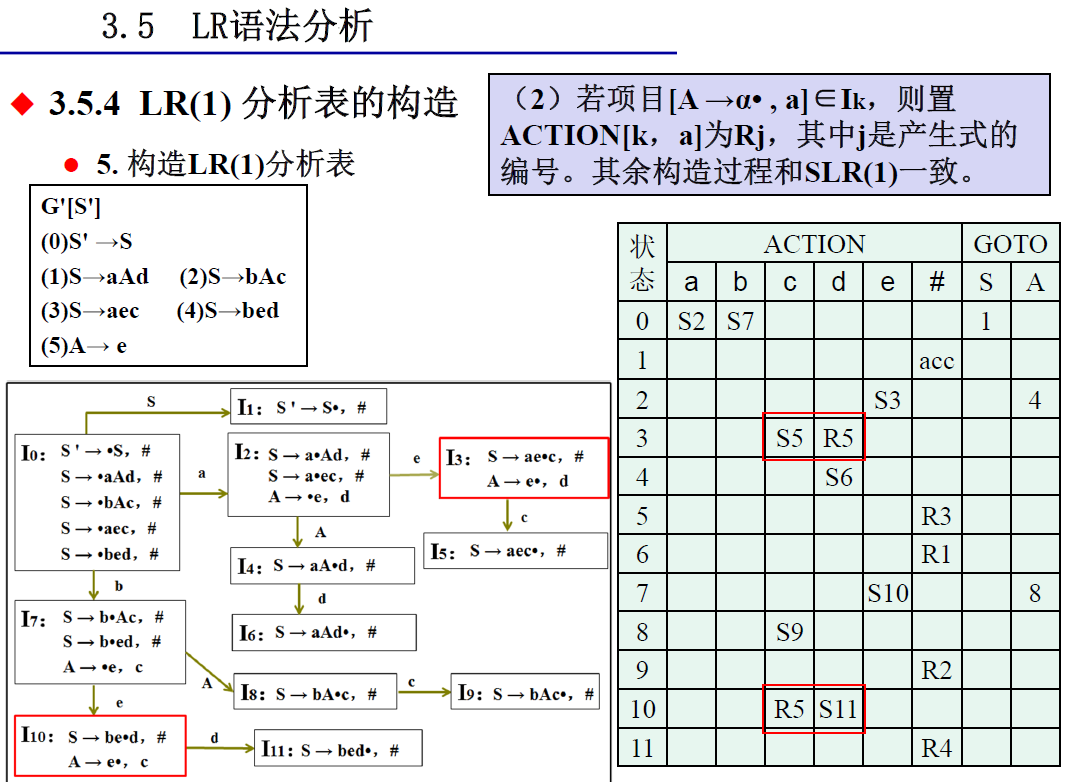 3.5 LR语法分析
3.5.4 LR(1) 分析表的构造
5. 构造LR(1)分析表
（2）若项目[A →α• , a]∈Ik，则置
ACTION[k，a]为Rj，其中j是产生式的
编号。其余构造过程和SLR(1)一致。
G'[S']
(0)S' →S
(1)S→aAd (2)S→bAc
(3)S→aec (4)S→bed
(5)A→ e
S
I1： S ' → S•，#
I0： S ' → •S，#
S → •aAd，#
S → •bAc，#
S → •aec，#
S → •bed，#
a
I2： S → a•Ad，#
S → a•ec，#
A → •e，d
e
I3： S → ae•c，#
A → e•，d
A
c
I4： S → aA•d，#
I5： S → aec•，#
b
d
I7： S → b•Ac，#
S → b•ed，#
A → •e，c
I6： S → aAd•，#
A
I8： S → bA•c，#
c
I9： S → bAc•，#
e
I10： S → be•d，#
A → e•，c
d
I11： S → bed•，#
状态 ACTION GOTO
a b c d e # S A
0 S2 S7 1
1 acc
2 S3 4
3 S5 R5
4 S6
5 R3
6 R1
7 S10 8
8 S9
9 R2
10 R5 S11
11 R4